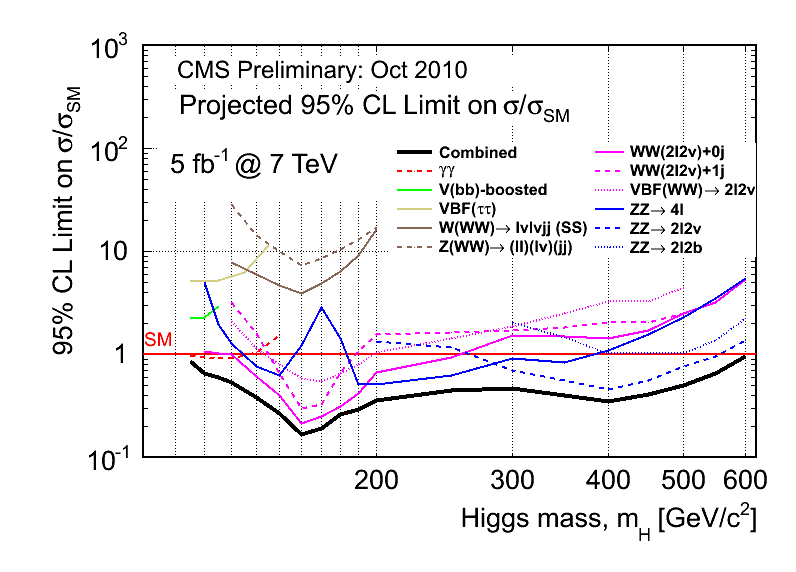 CMS Preliminary: Oct 2010
Projected 95% CL Limit on σ/σSM
5 fb-1 @ 7 TeV
Combined
γγ
V(bb)-boosted
VBF(ττ)
W(WW)→ lνlνjj (SS)
Z(WW)→ (ll)(lν)(jj)
WW(2l2ν)+0j
WW(2l2ν)+1j
VBF(WW)→ 2l2ν
ZZ→ 4l
ZZ→ 2l2ν
ZZ→ 2l2b
SM
95% CL Limit on σ/σSM
10³
10²
10
1
10⁻¹
200 300 400 500 600
Higgs mass, mH [GeV/c²]